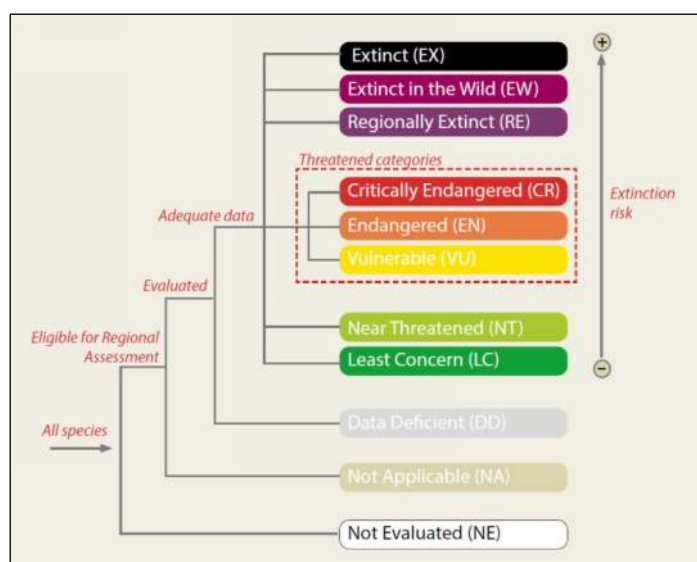 Extinct (EX)
Extinct in the Wild (EW)
Regionally Extinct (RE)
Threatened categories
Critically Endangered (CR)
Extinction
risk
Adequate data
Endangered (EN)
Vulnerable (VU)
Evaluated
Eligible for Regional
Assessment
Near Threatened (NT)
Least Concern (LC)
All species
Data Deficient (DD)
Not Applicable (NA)
Not Evaluated (NE)